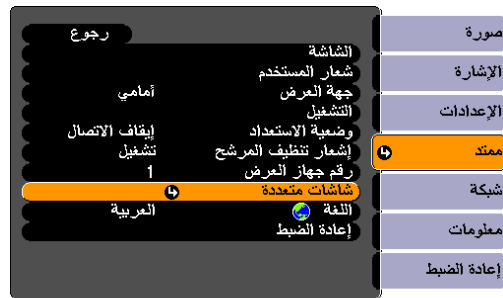 صورة
الإشارة
الإعدادات
ممتد
شبكة
معلومات
إعادة الضبط
رجوع
الشاشة
شعار المستخدم
جهة العرض أمامي
التشغيل
وضعية الاستعداد إيقاف الاتصال
إشعار تنظيف المرشح تشغيل
رقم جهاز العرض 1
شاشات متعددة
اللغة العربية
إعادة الضبط